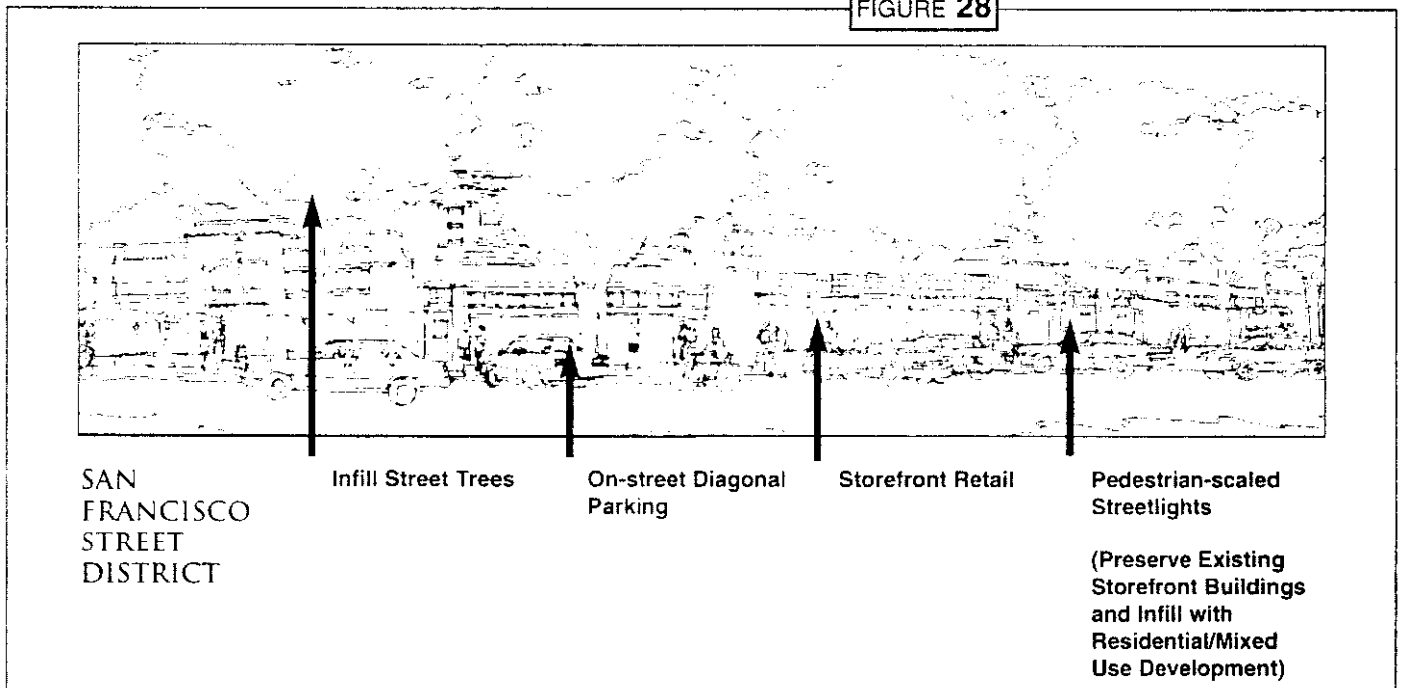 FIGURE 28
SAN
FRANCISCO
STREET
DISTRICT
Infill Street Trees
On-street Diagonal
Parking
Storefront Retail
Pedestrian-scaled
Streetlights
(Preserve Existing
Storefront Buildings
and Infill with
Residential/Mixed
Use Development)